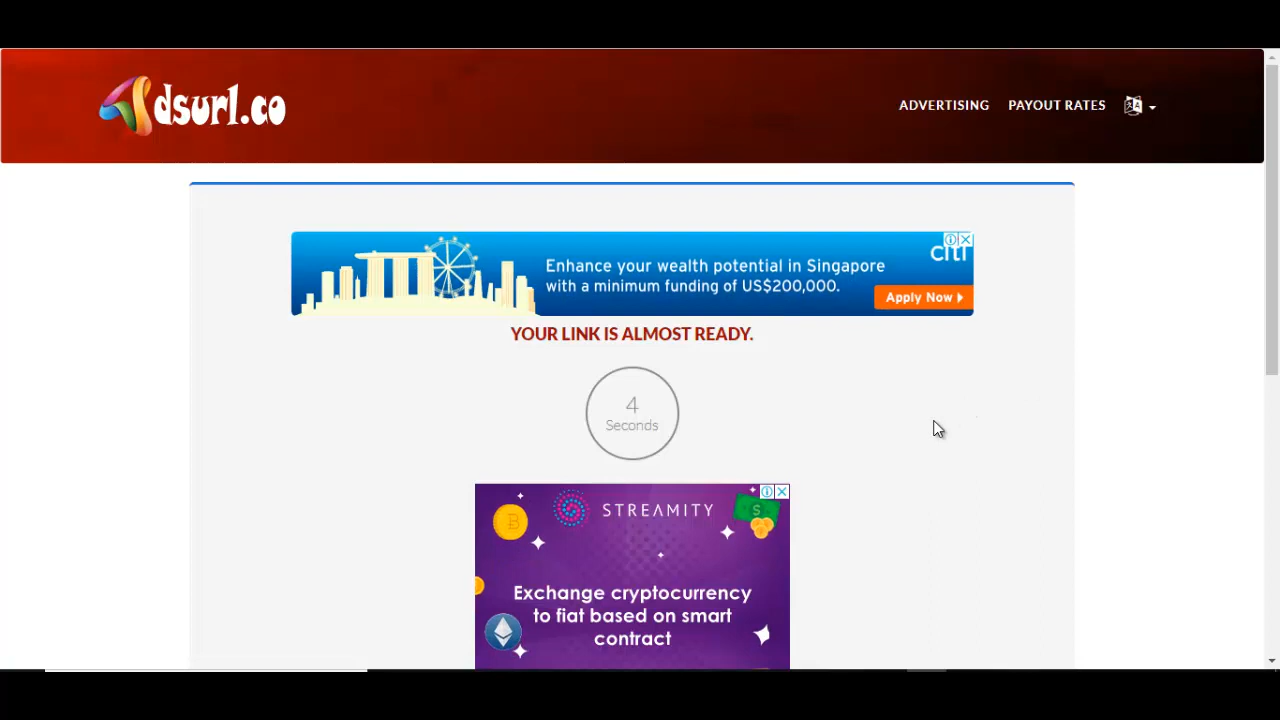 dsurl.co
ADVERTISING
PAYOUT RATES
Enhance your wealth potential in Singapore
with a minimum funding of US$200,000.
citi
Apply Now
YOUR LINK IS ALMOST READY.
4
Seconds
STREAMITY
Exchange cryptocurrency
to fiat based on smart
contract